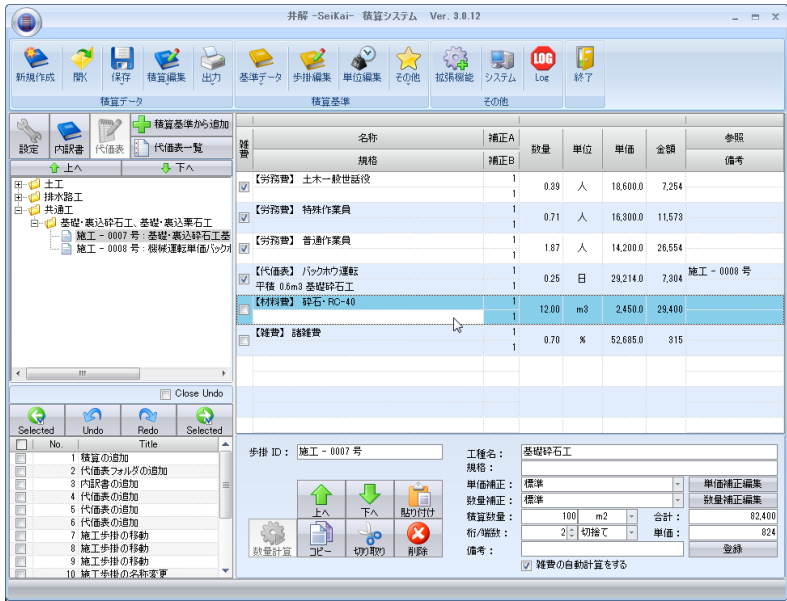 井解 -SeiKai- 積算システム Ver. 3.0.12
新規作成 開く 保存 積算編集 出力 基準データ 歩掛編集 単位編集 その他 拡張機能 システム Log 終了
LOG
積算データ 積算基準 その他
設定 内訳書 代価表 積算基準から追加
代価表一覧
上へ 下へ
土工
排水路工
共通工
基礎・裏込砕石工、基礎・裏込栗石工
施工 - 0007 号 : 基礎・裏込砕石工基
施工 - 0008 号 : 機械運転単価バックホ
Close Undo
Selected Undo Redo Selected
No. Title
1 積算の追加
2 代価表フォルダの追加
3 内訳書の追加
4 代価表の追加
5 代価表の追加
6 代価表の追加
7 施工歩掛の移動
8 施工歩掛の移動
9 施工歩掛の移動
10 施工歩掛の名称変更
雑費 名称 補正A 数量 単位 単価 金額 参照
規格 補正B 備考
【労務費】 土木一般世話役 1
1 0.39 人 18,600.0 7,254
【労務費】 特殊作業員 1
1 0.71 人 16,300.0 11,573
【労務費】 普通作業員 1
1 1.87 人 14,200.0 26,554
【代価表】 バックホウ運転 1 施工 - 0008 号
平積 0.6m3 基礎砕石工 1 0.25 日 29,214.0 7,304
【材料費】 砕石・RC-40 1
1 12.00 m3 2,450.0 29,400
【雑費】 諸雑費 1
1 0.70 % 52,685.0 315
歩掛 ID : 施工 - 0007 号
上へ 下へ 貼り付け
数量計算 コピー 切り取り 削除
工種名 : 基礎砕石工
規格 :
単価補正 : 標準 単価補正編集
数量補正 : 標準 数量補正編集
積算数量 : 100 m2 合計 : 82,400
桁/端数 : 2 切捨て 単価 : 824
備考 : 登録
雑費の自動計算をする